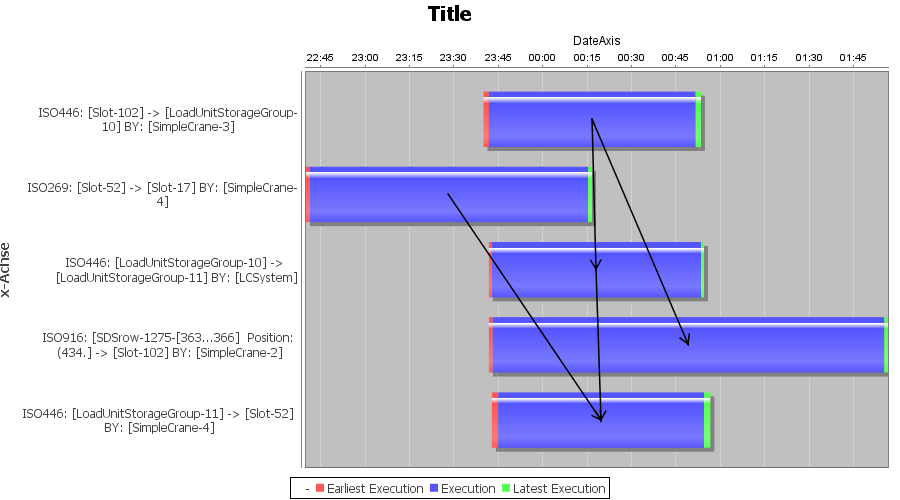 Title
DateAxis
22:45 23:00 23:15 23:30 23:45 00:00 00:15 00:30 00:45 01:00 01:15 01:30 01:45
x-Achse
ISO446: [Slot-102] -> [LoadUnitStorageGroup-
10] BY: [SimpleCrane-3]
ISO269: [Slot-52] -> [Slot-17] BY: [SimpleCrane-
4]
ISO446: [LoadUnitStorageGroup-10] ->
[LoadUnitStorageGroup-11] BY: [LCSystem]
ISO916: [SDSrow-1275-[363...366] Position:
(434.] -> [Slot-102] BY: [SimpleCrane-2]
ISO446: [LoadUnitStorageGroup-11] -> [Slot-52]
BY: [SimpleCrane-4]
- Earliest Execution Execution Latest Execution